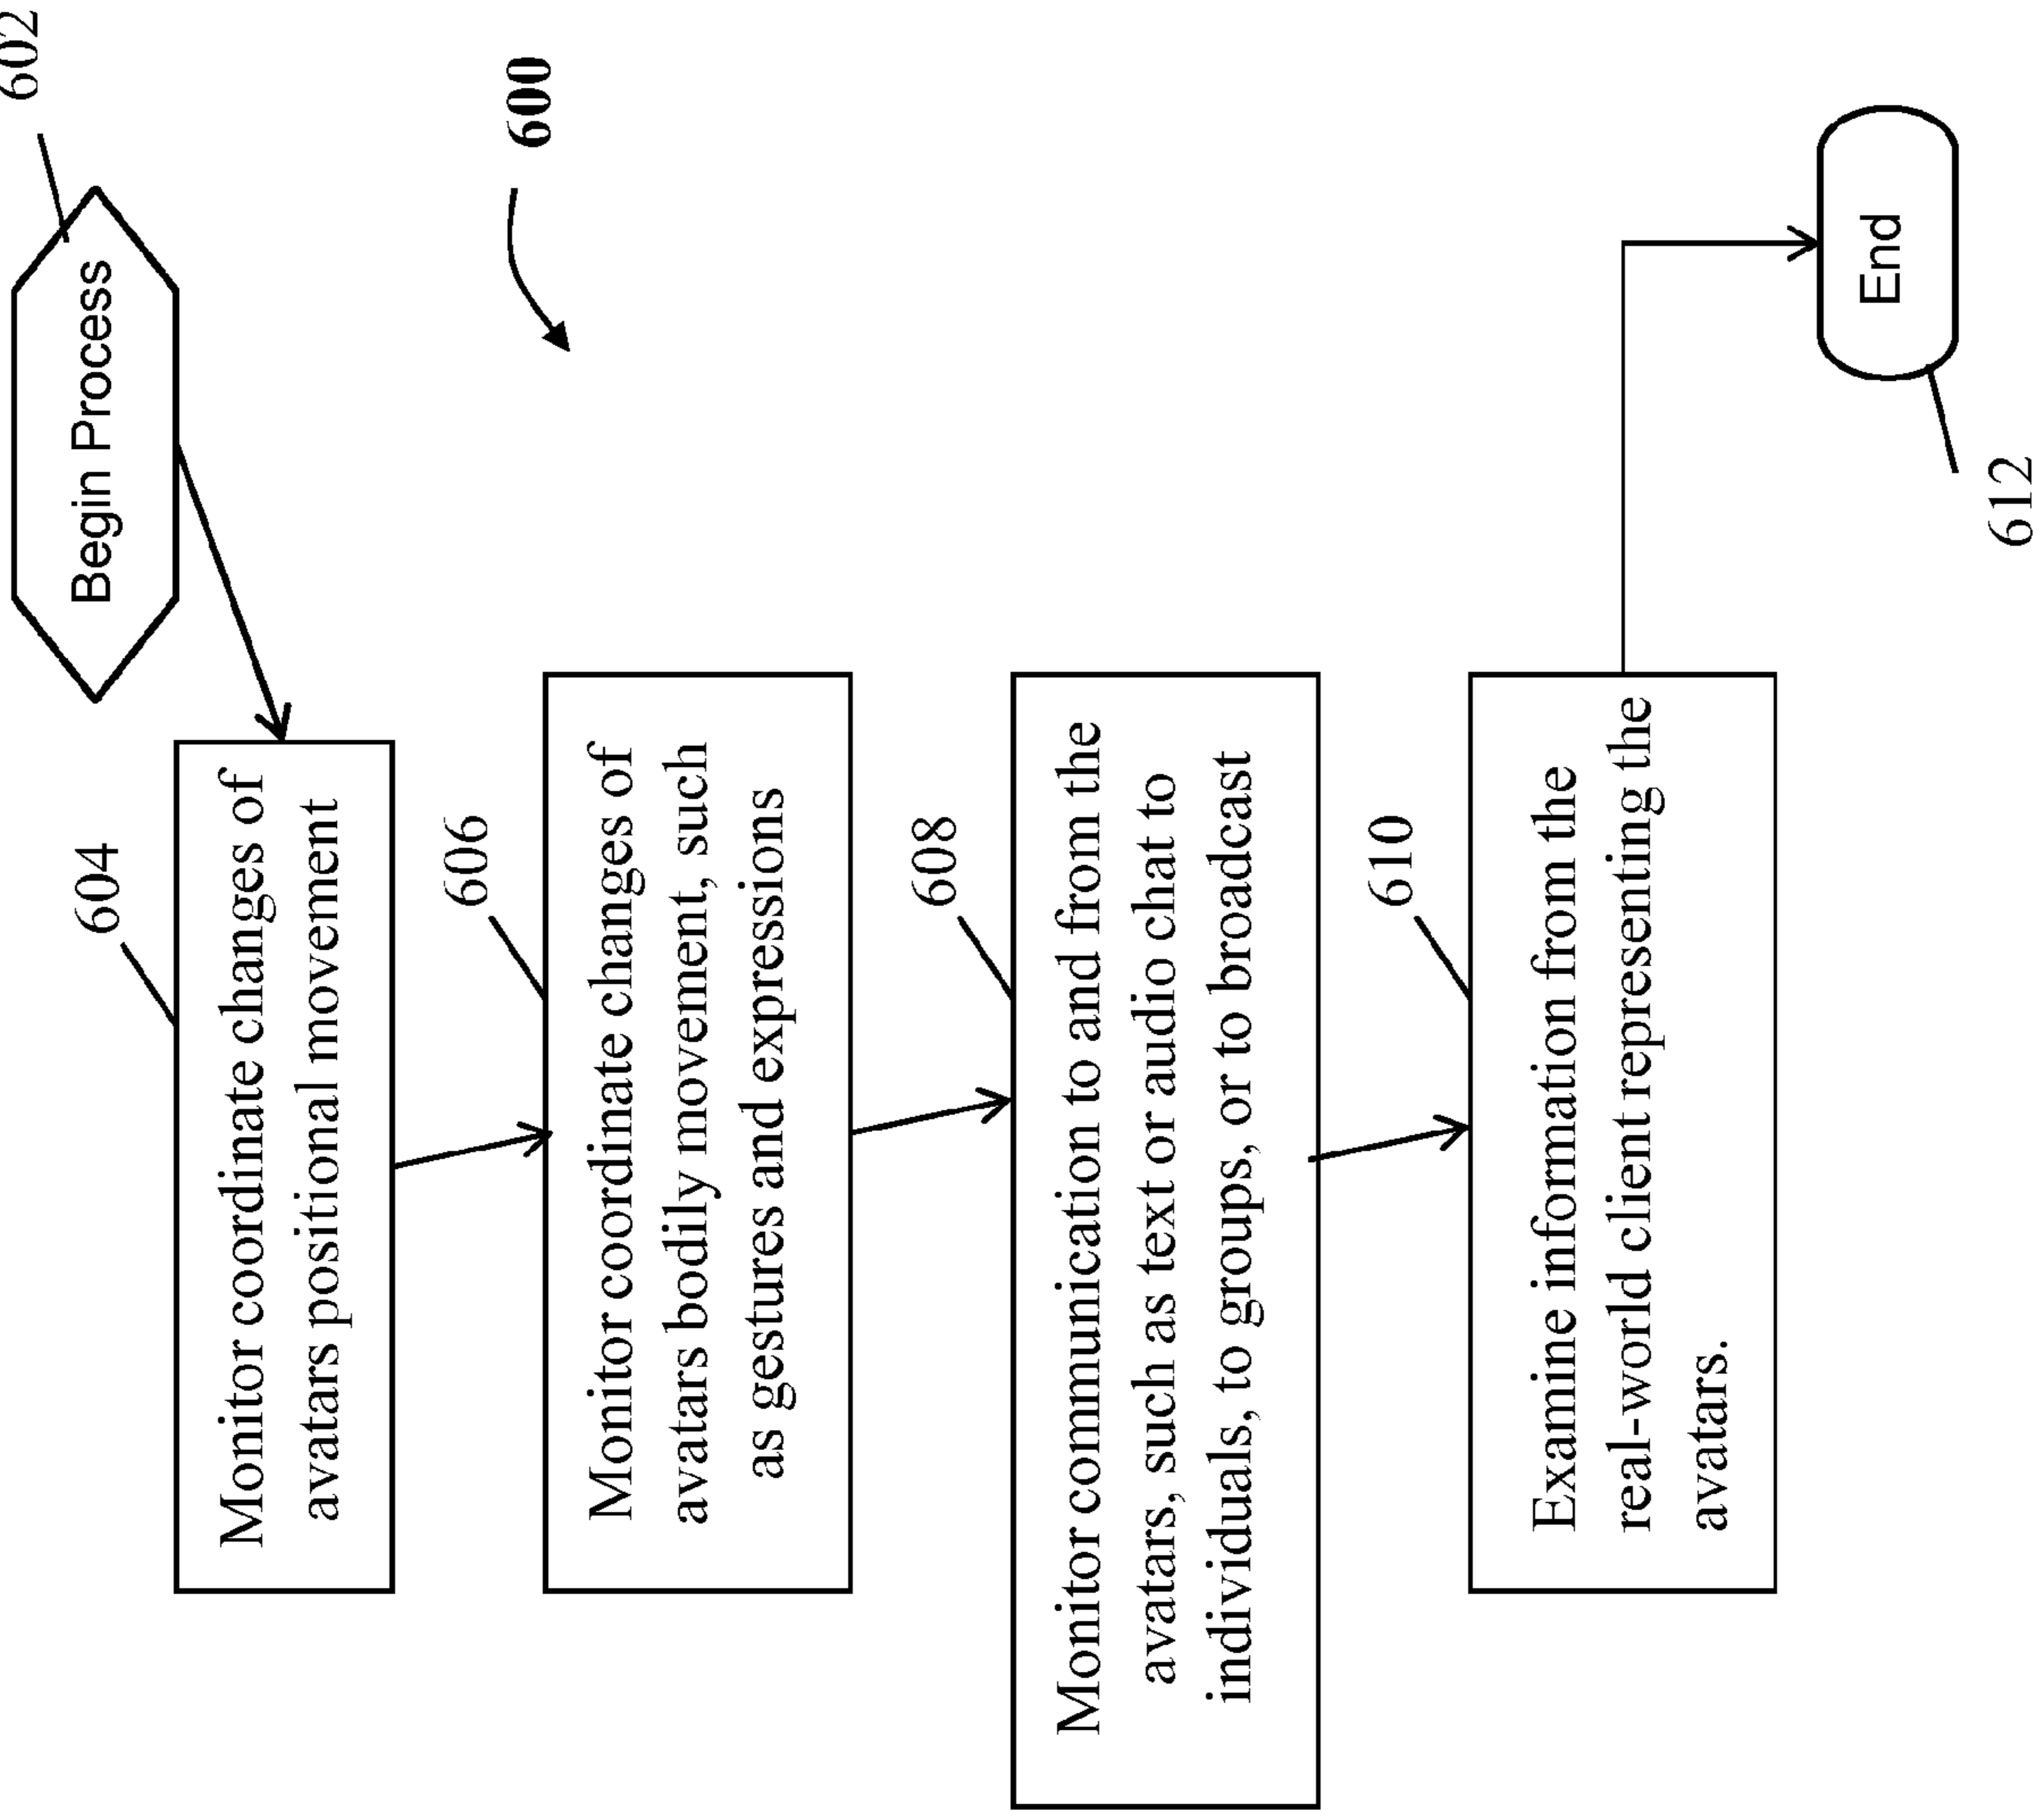 602
Begin Process
600
604
Monitor coordinate changes of
avatars positional movement
606
Monitor coordinate changes of
avatars bodily movement, such
as gestures and expressions
608
Monitor communication to and from the
avatars, such as text or audio chat to
individuals, to groups, or to broadcast
610
Examine information from the
real-world client representing the
avatars.
End
612